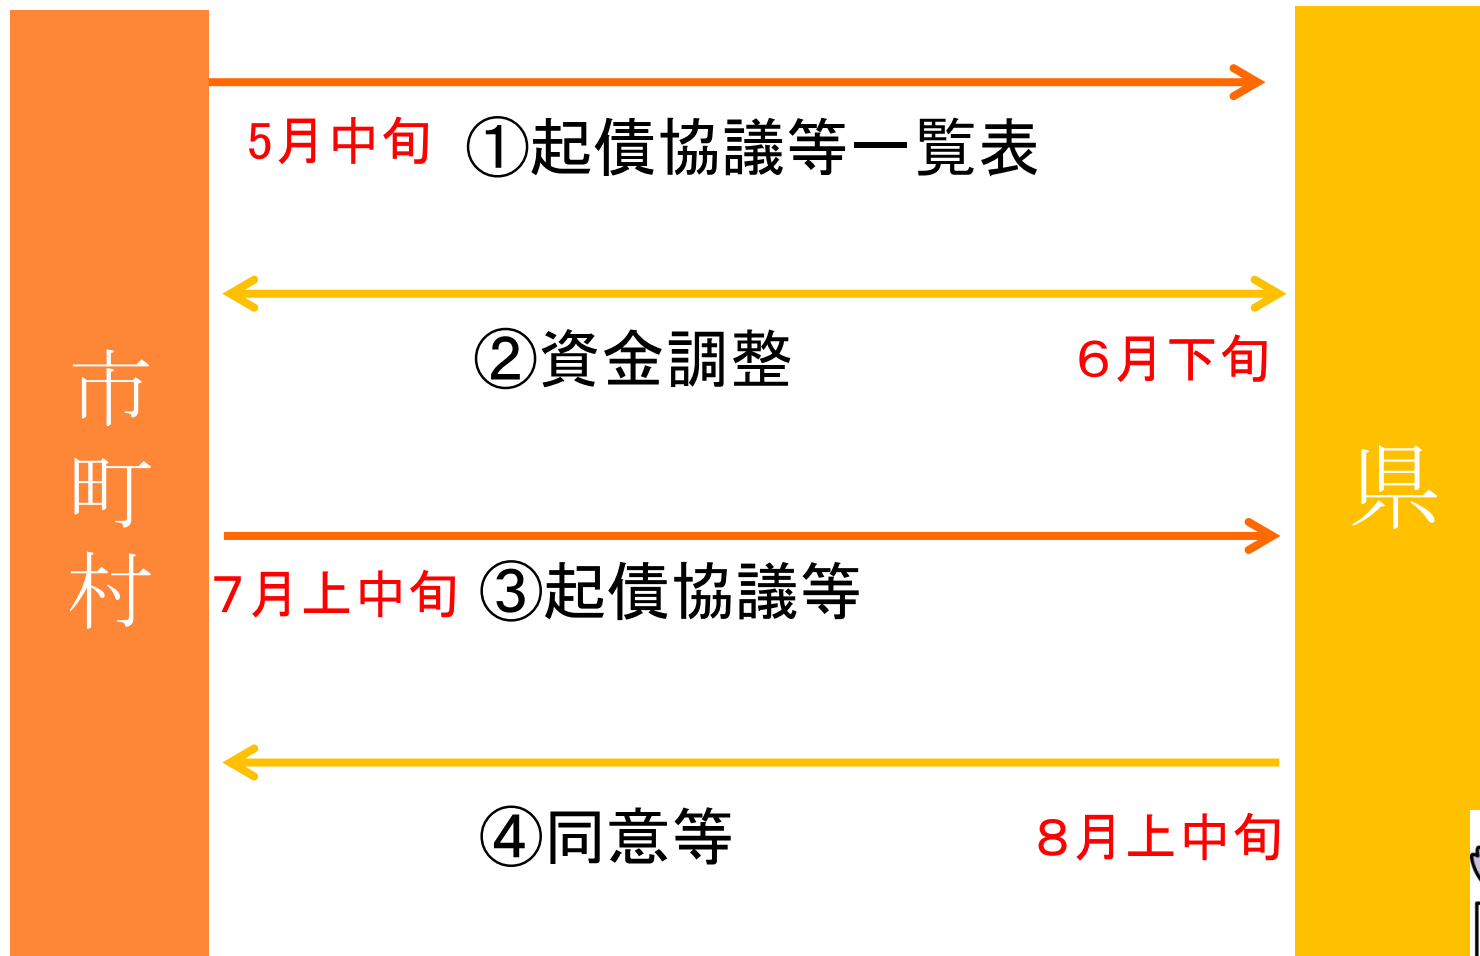 5月中旬 ①起債協議等一覧表
②資金調整 6月下旬
市町村
県
7月上中旬 ③起債協議等
④同意等 8月上中旬